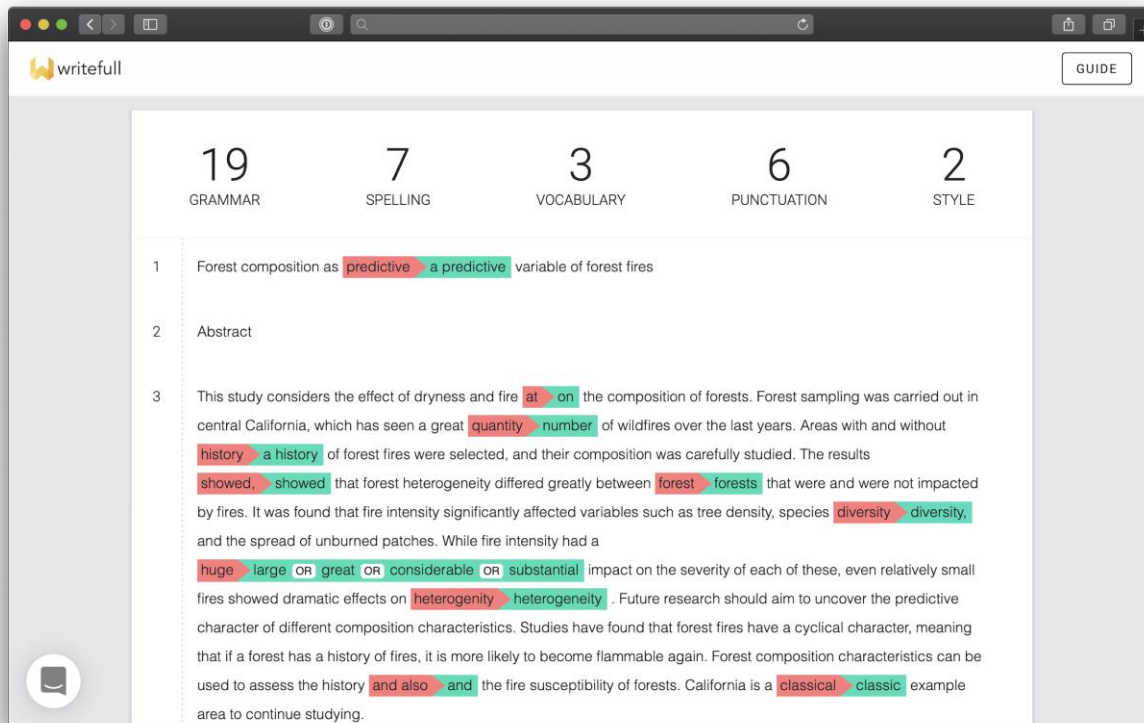 writefull
GUIDE
19 7 3 6 2
GRAMMAR SPELLING VOCABULARY PUNCTUATION STYLE
1 Forest composition as predictive a predictive variable of forest fires
2 Abstract
3 This study considers the effect of dryness and fire at on the composition of forests. Forest sampling was carried out in
central California, which has seen a great quantity number of wildfires over the last years. Areas with and without
history a history of forest fires were selected, and their composition was carefully studied. The results
showed, showed that forest heterogeneity differed greatly between forest forests that were and were not impacted
by fires. It was found that fire intensity significantly affected variables such as tree density, species diversity diversity,
and the spread of unburned patches. While fire intensity had a
huge large OR great OR considerable OR substantial impact on the severity of each of these, even relatively small
fires showed dramatic effects on heterogenity heterogeneity . Future research should aim to uncover the predictive
character of different composition characteristics. Studies have found that forest fires have a cyclical character, meaning
that if a forest has a history of fires, it is more likely to become flammable again. Forest composition characteristics can be
used to assess the history and also and the fire susceptibility of forests. California is a classical classic example
area to continue studying.